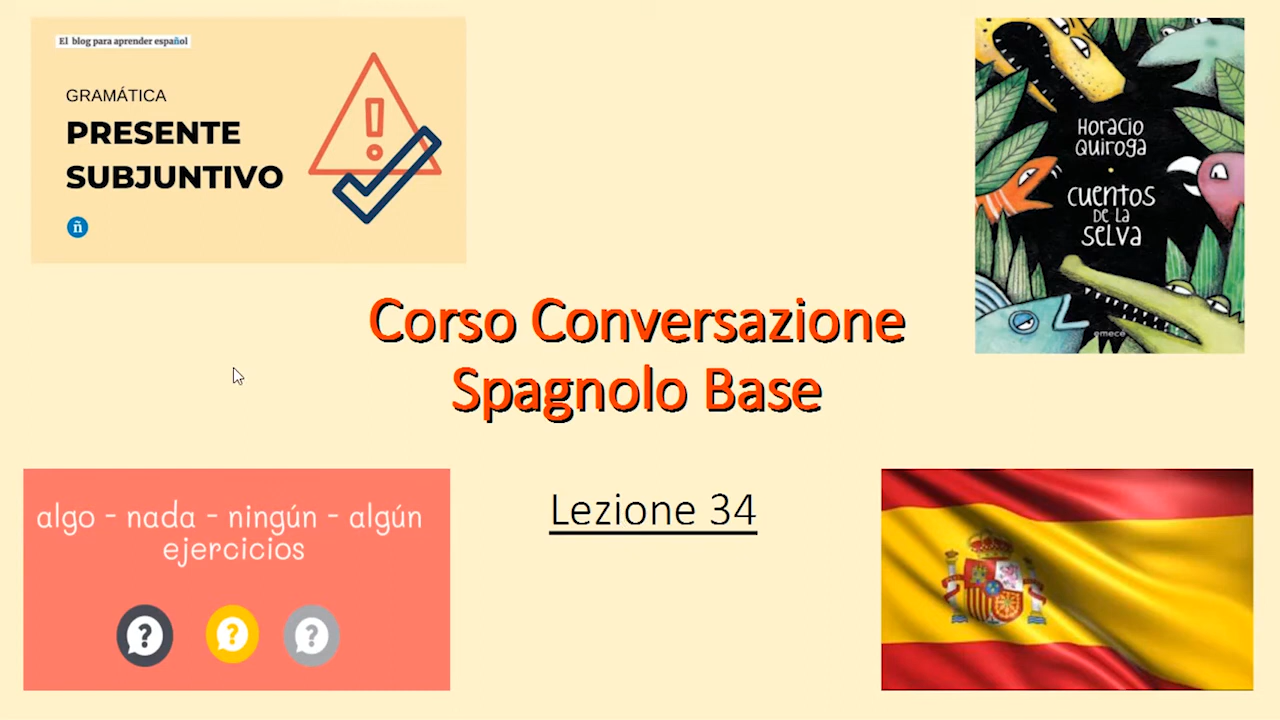 El blog para aprender español
GRAMÁTICA
PRESENTE
SUBJUNTIVO
ñ
Horacio
Quiroga
cuentos
de la
selva
emecé
Corso Conversazione
Spagnolo Base
Lezione 34
algo - nada - ningún - algún
ejercicios
?
?
?